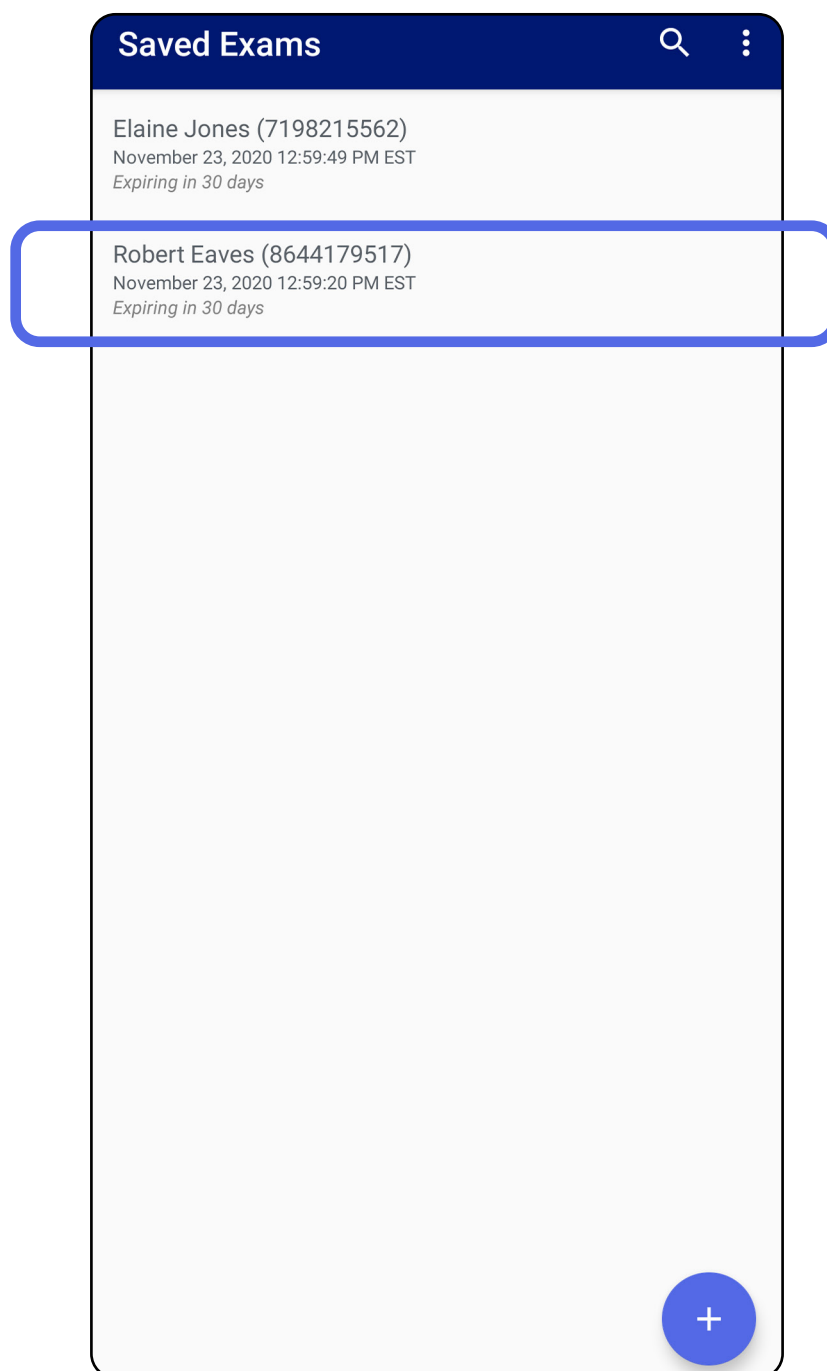 Saved Exams
Elaine Jones (7198215562)
November 23, 2020 12:59:49 PM EST
Expiring in 30 days
Robert Eaves (8644179517)
November 23, 2020 12:59:20 PM EST
Expiring in 30 days